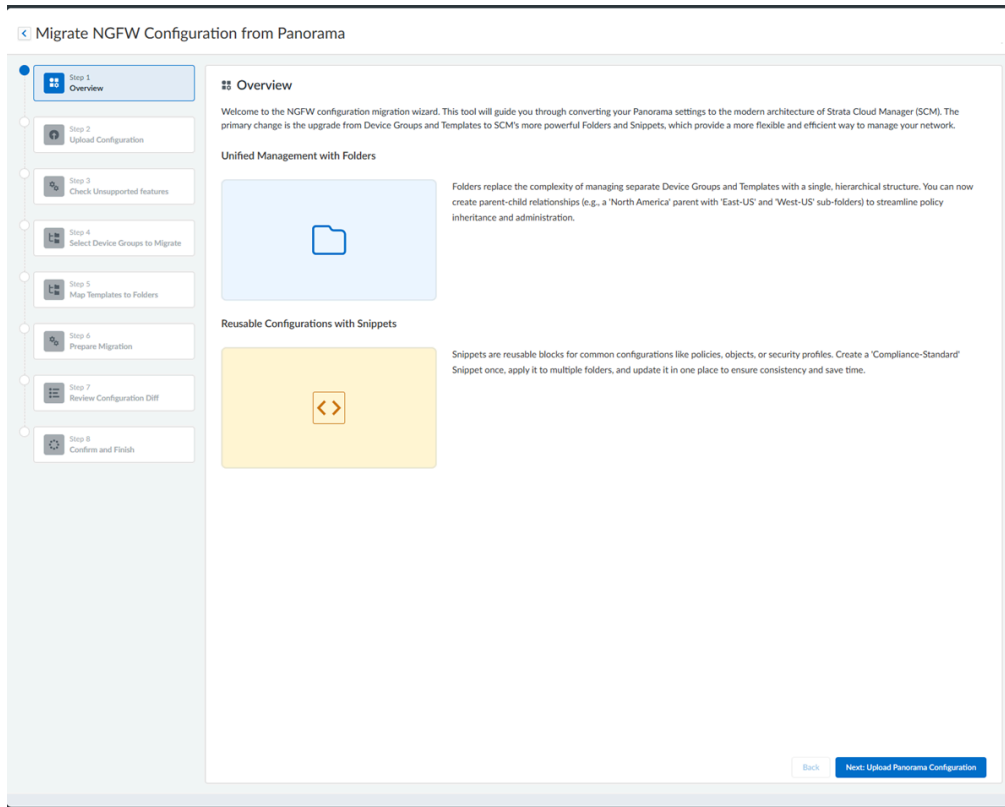 Migrate NGFW Configuration from Panorama
Step 1
Overview
Step 2
Upload Configuration
Step 3
Check Unsupported features
Step 4
Select Device Groups to Migrate
Step 5
Map Templates to Folders
Step 6
Prepare Migration
Step 7
Review Configuration Diff
Step 8
Confirm and Finish
Overview
Welcome to the NGFW configuration migration wizard. This tool will guide you through converting your Panorama settings to the modern architecture of Strata Cloud Manager (SCM). The
primary change is the upgrade from Device Groups and Templates to SCM's more powerful Folders and Snippets, which provide a more flexible and efficient way to manage your network.
Unified Management with Folders
Folders replace the complexity of managing separate Device Groups and Templates with a single, hierarchical structure. You can now
create parent-child relationships (e.g., a 'North America' parent with 'East-US' and 'West-US' sub-folders) to streamline policy
inheritance and administration.
Reusable Configurations with Snippets
Snippets are reusable blocks for common configurations like policies, objects, or security profiles. Create a 'Compliance-Standard'
Snippet once, apply it to multiple folders, and update it in one place to ensure consistency and save time.
Back
Next: Upload Panorama Configuration